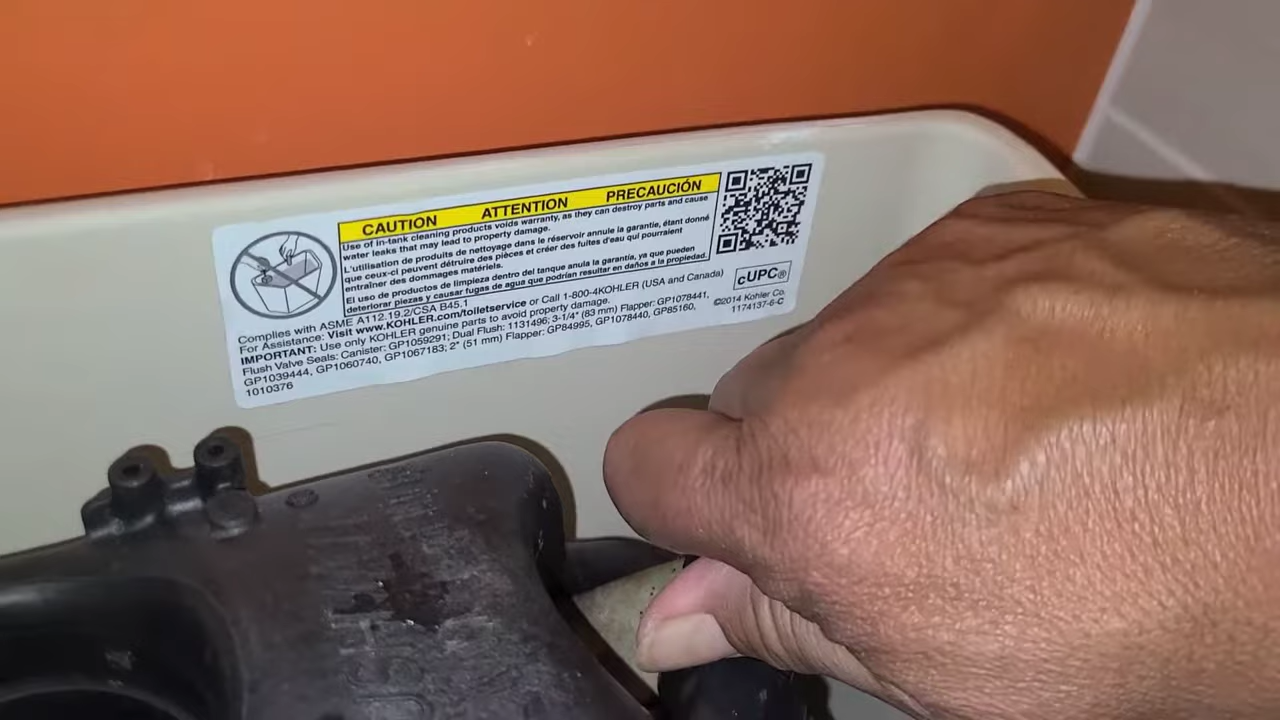 CAUTION ATTENTION PRECAUCIÓN
Use of in-tank cleaning products voids warranty, as they can destroy parts and cause
water leaks that may lead to property damage.
L'utilisation de produits de nettoyage dans le réservoir annule la garantie, étant donné
que ceux-ci peuvent détruire des pièces et créer des fuites d'eau qui pourraient
entraîner des dommages matériels.
El uso de productos de limpieza dentro del tanque anula la garantía, ya que pueden
deteriorar piezas y causar fugas de agua que podrían resultar en daños a la propiedad.
cUPC®
Complies with ASME A112.19.2/CSA B45.1
For Assistance: Visit www.KOHLER.com/toiletservice or Call 1-800-4KOHLER (USA and Canada)
IMPORTANT: Use only KOHLER genuine parts to avoid property damage.
Flush Valve Seals: Canister: GP1059291; Dual Flush: 1131496; 3-1/4" (83 mm) Flapper: GP1078441,
GP1039444, GP1060740, GP1067183; 2" (51 mm) Flapper: GP84995, GP1078440, GP85160,
1010376
©2014 Kohler Co.
1174137-6-C